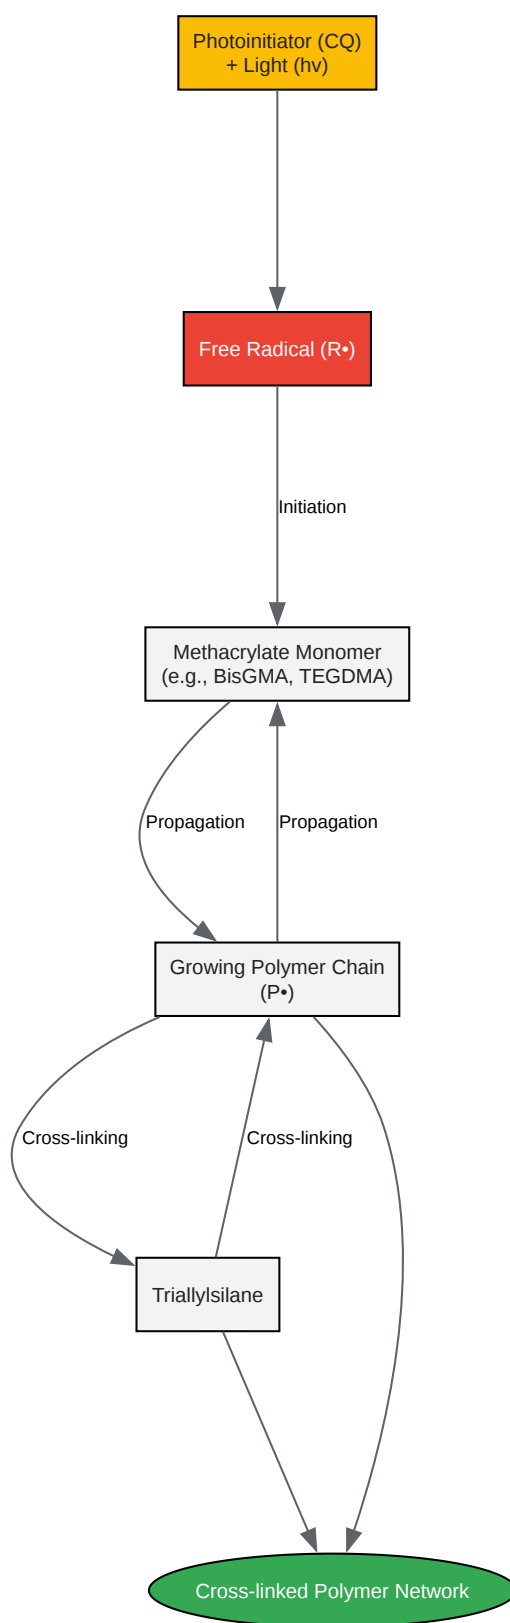 Photoinitiator (CQ)
+ Light (hv)
Free Radical (R•)
Initiation
Methacrylate Monomer
(e.g., BisGMA, TEGDMA)
Propagation
Propagation
Growing Polymer Chain
(P•)
Cross-linking
Cross-linking
Triallylsilane
Cross-linked Polymer Network